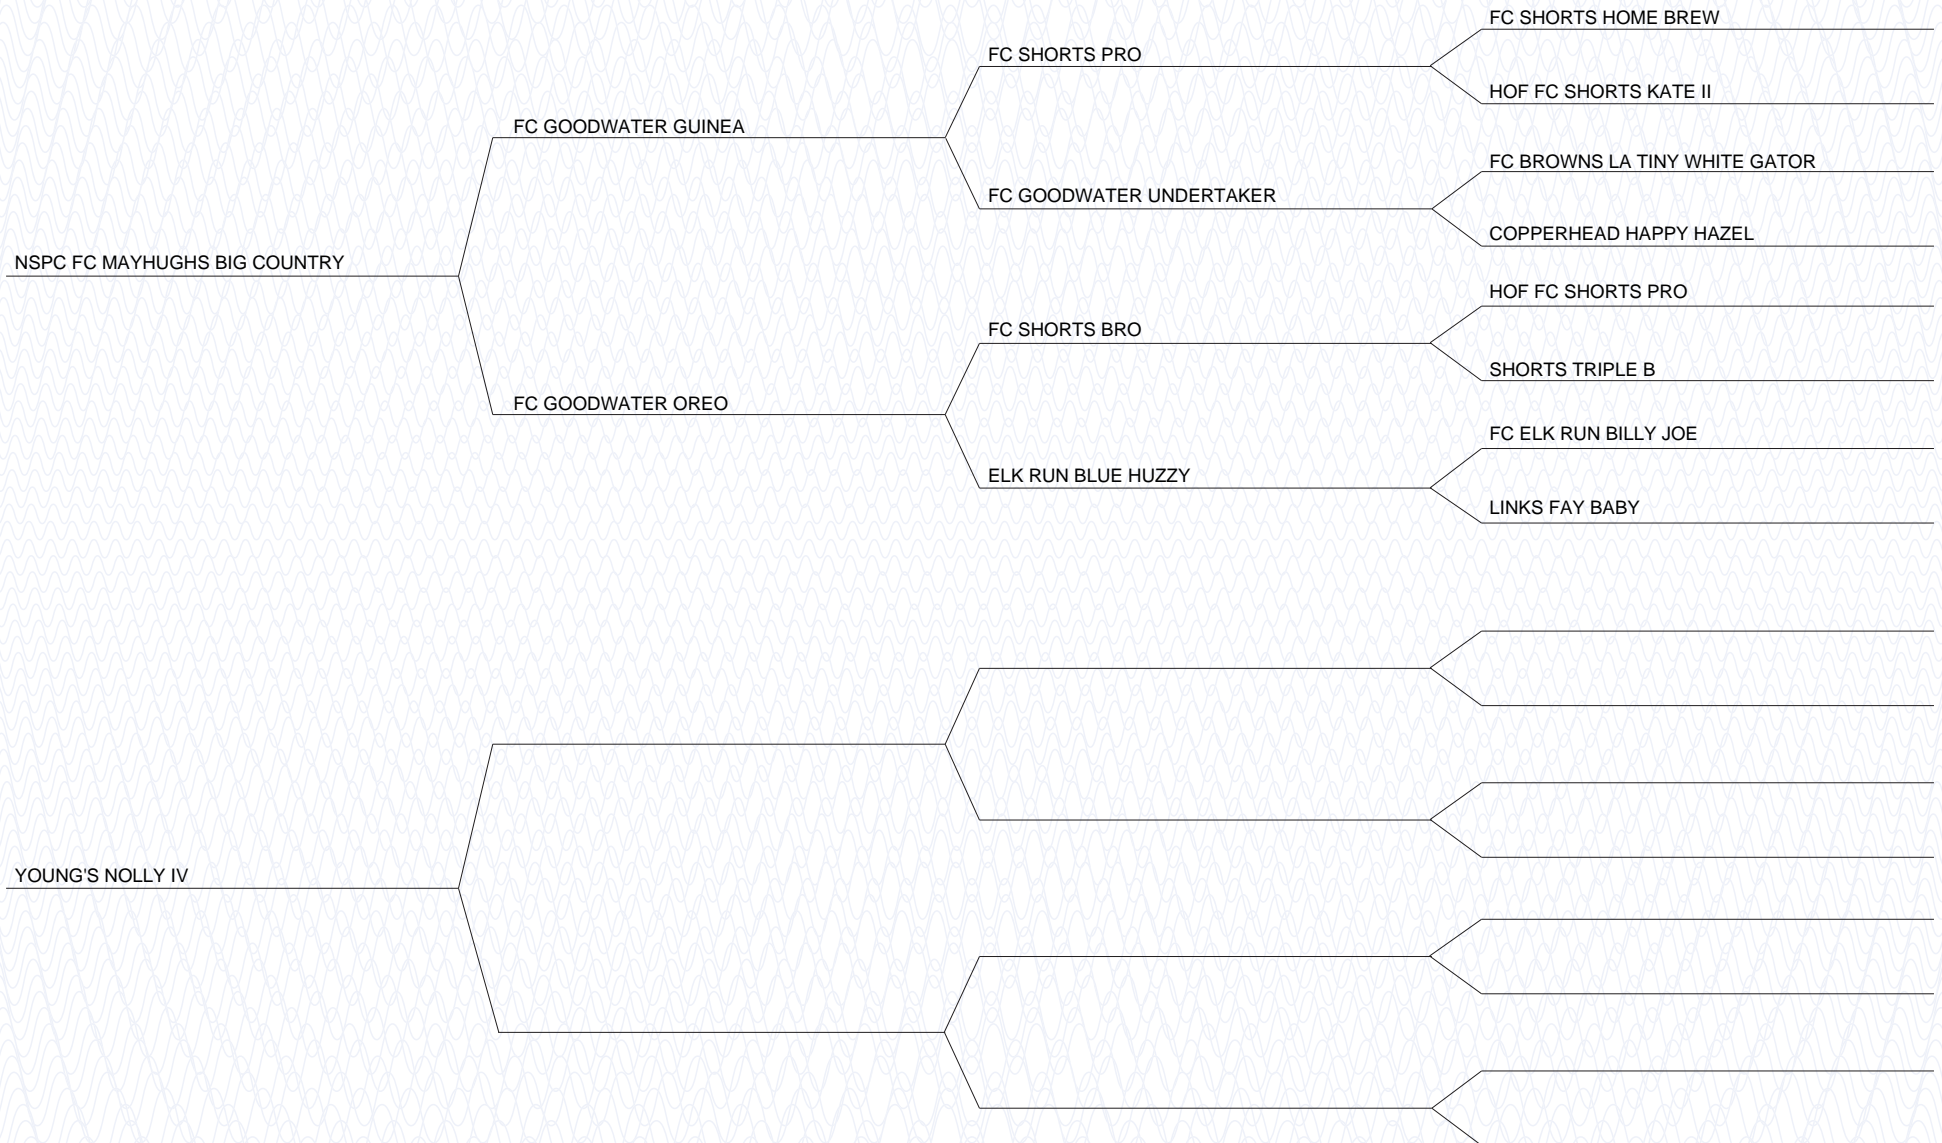 FC SHORTS HOME BREW
FC SHORTS PRO
HOF FC SHORTS KATE II
FC GOODWATER GUINEA
FC BROWNS LA TINY WHITE GATOR
FC GOODWATER UNDERTAKER
COPPERHEAD HAPPY HAZEL
NSPC FC MAYHUGHS BIG COUNTRY
HOF FC SHORTS PRO
FC SHORTS BRO
SHORTS TRIPLE B
FC GOODWATER OREO
FC ELK RUN BILLY JOE
ELK RUN BLUE HUZZY
LINKS FAY BABY
YOUNG'S NOLLY IV